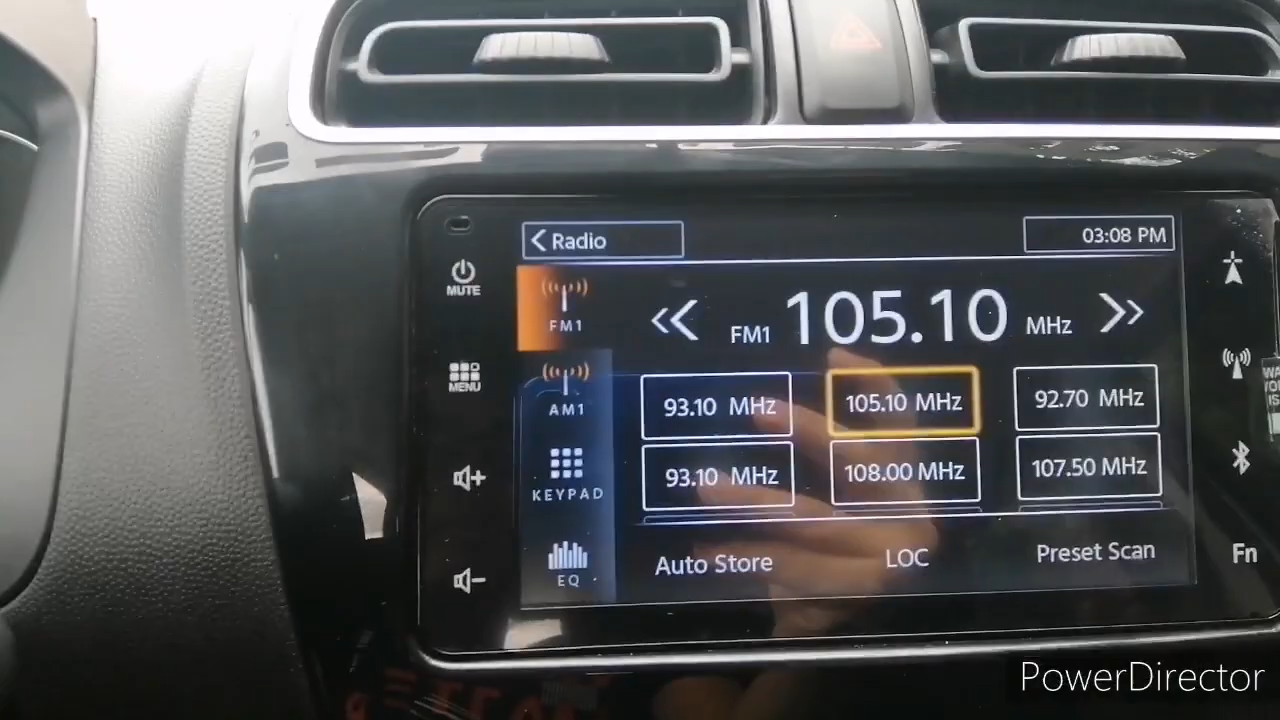 Radio
03:08 PM
MUTE
FM1
FM1 105.10 MHz
MENU
AM1
93.10 MHz
105.10 MHz
92.70 MHz
KEYPAD
93.10 MHz
108.00 MHz
107.50 MHz
EQ
Auto Store
LOC
Preset Scan
Fn
PowerDirector